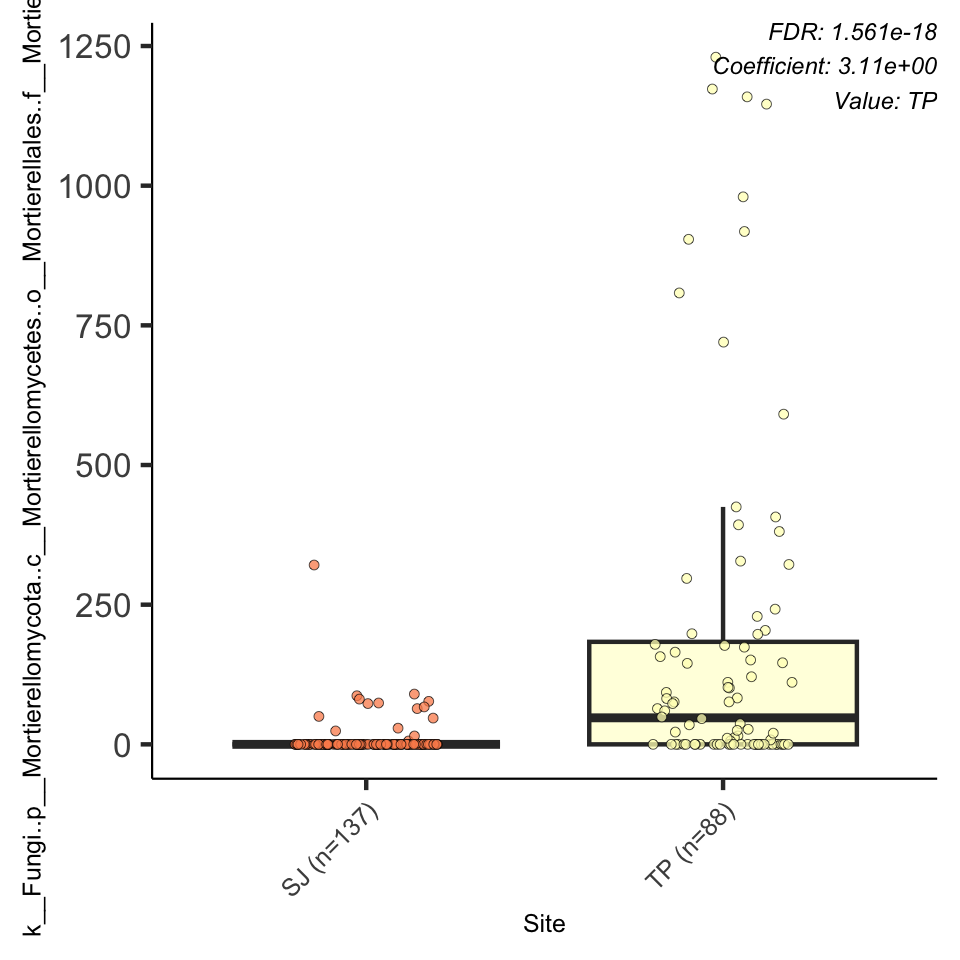 k__Fungi..p__Mortierellomycota..c__Mortierellomycetes..o__Mortierellales..f__Mortie
FDR: 1.561e-18
Coefficient: 3.11e+00
Value: TP
1250
1000
750
500
250
0
SJ (n=137)
TP (n=88)
Site